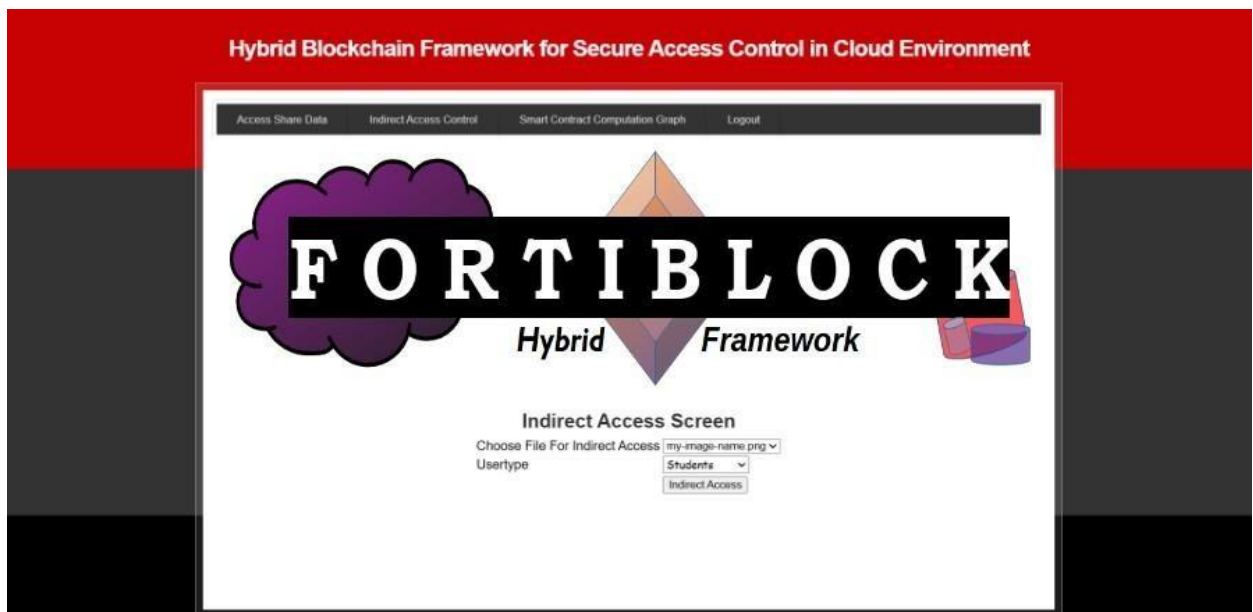 Hybrid Blockchain Framework for Secure Access Control in Cloud Environment
Access Share Data Indirect Access Control Smart Contract Computation Graph Logout
FORTIBLOCK
Hybrid Framework
Indirect Access Screen
Choose File For Indirect Access my-image-name.png
Usertype Students
Indirect Access